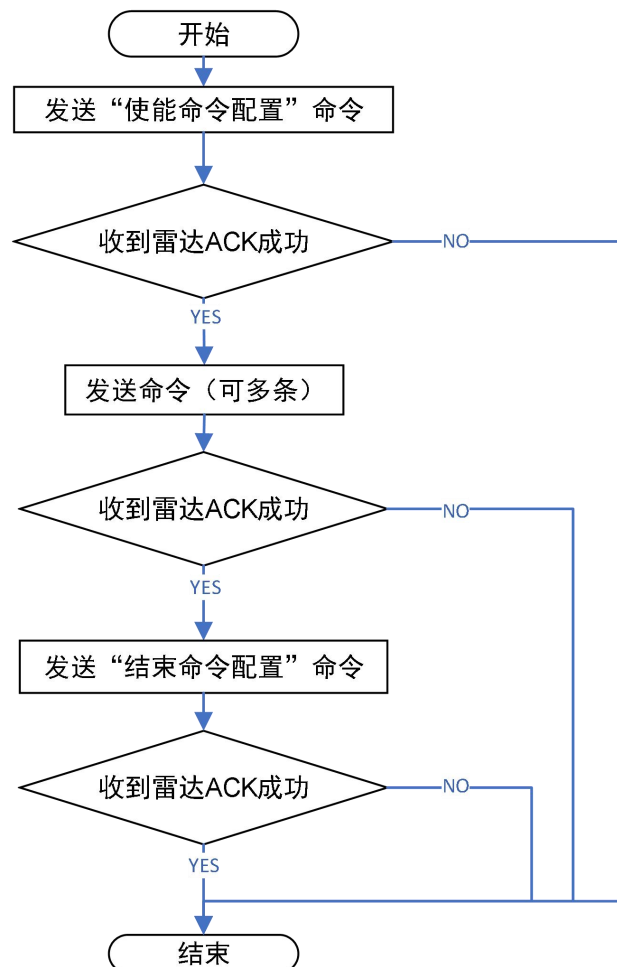 开始
发送“使能命令配置”命令
收到雷达ACK成功
NO
YES
发送命令（可多条）
收到雷达ACK成功
NO
YES
发送“结束命令配置”命令
收到雷达ACK成功
NO
YES
结束